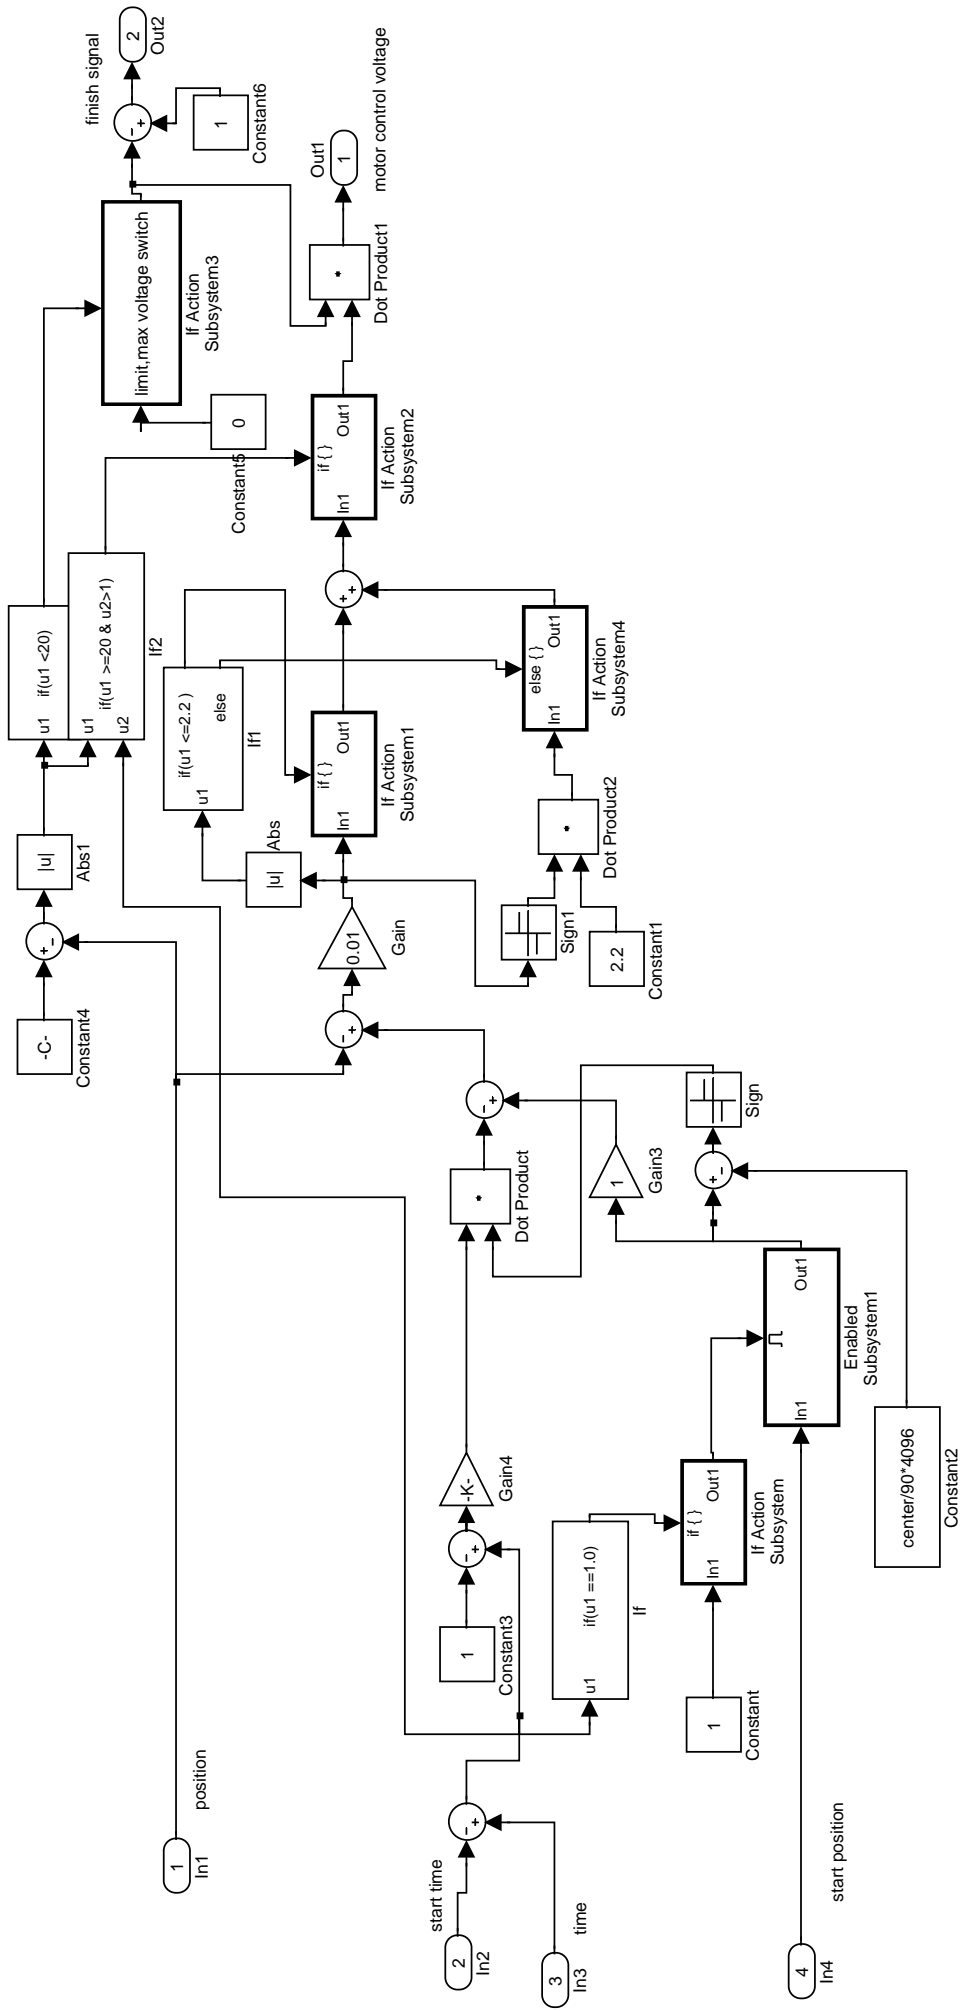 1
In1
position
2
In2
start time
3
In3
time
4
In4
start position
- +
1
Constant
u1
if(u1 ==1.0)
If
In1
if { }
Out1
If Action
Subsystem
1
Constant3
- +
-K-
Gain4
In1
Out1
Enabled
Subsystem1
center/90*4096
Constant2
+ -
Sign
1
Gain3
Dot Product
- +
- +
0.01
Gain
-C-
Constant4
+ -
|u|
Abs1
|u|
Abs
Sign1
2.2
Constant1
Dot Product2
u1
if(u1 <20)
u1
u2
if(u1 >=20 & u2>1)
If2
u1
if(u1 <=2.2 )
else
If1
In1
if { }
Out1
If Action
Subsystem1
In1
else { }
Out1
If Action
Subsystem4
+ +
In1
if { }
Out1
If Action
Subsystem2
0
Constant5
limit,max voltage switch
If Action
Subsystem3
Dot Product1
1
Out1
motor control voltage
1
Constant6
- +
finish signal
2
Out2